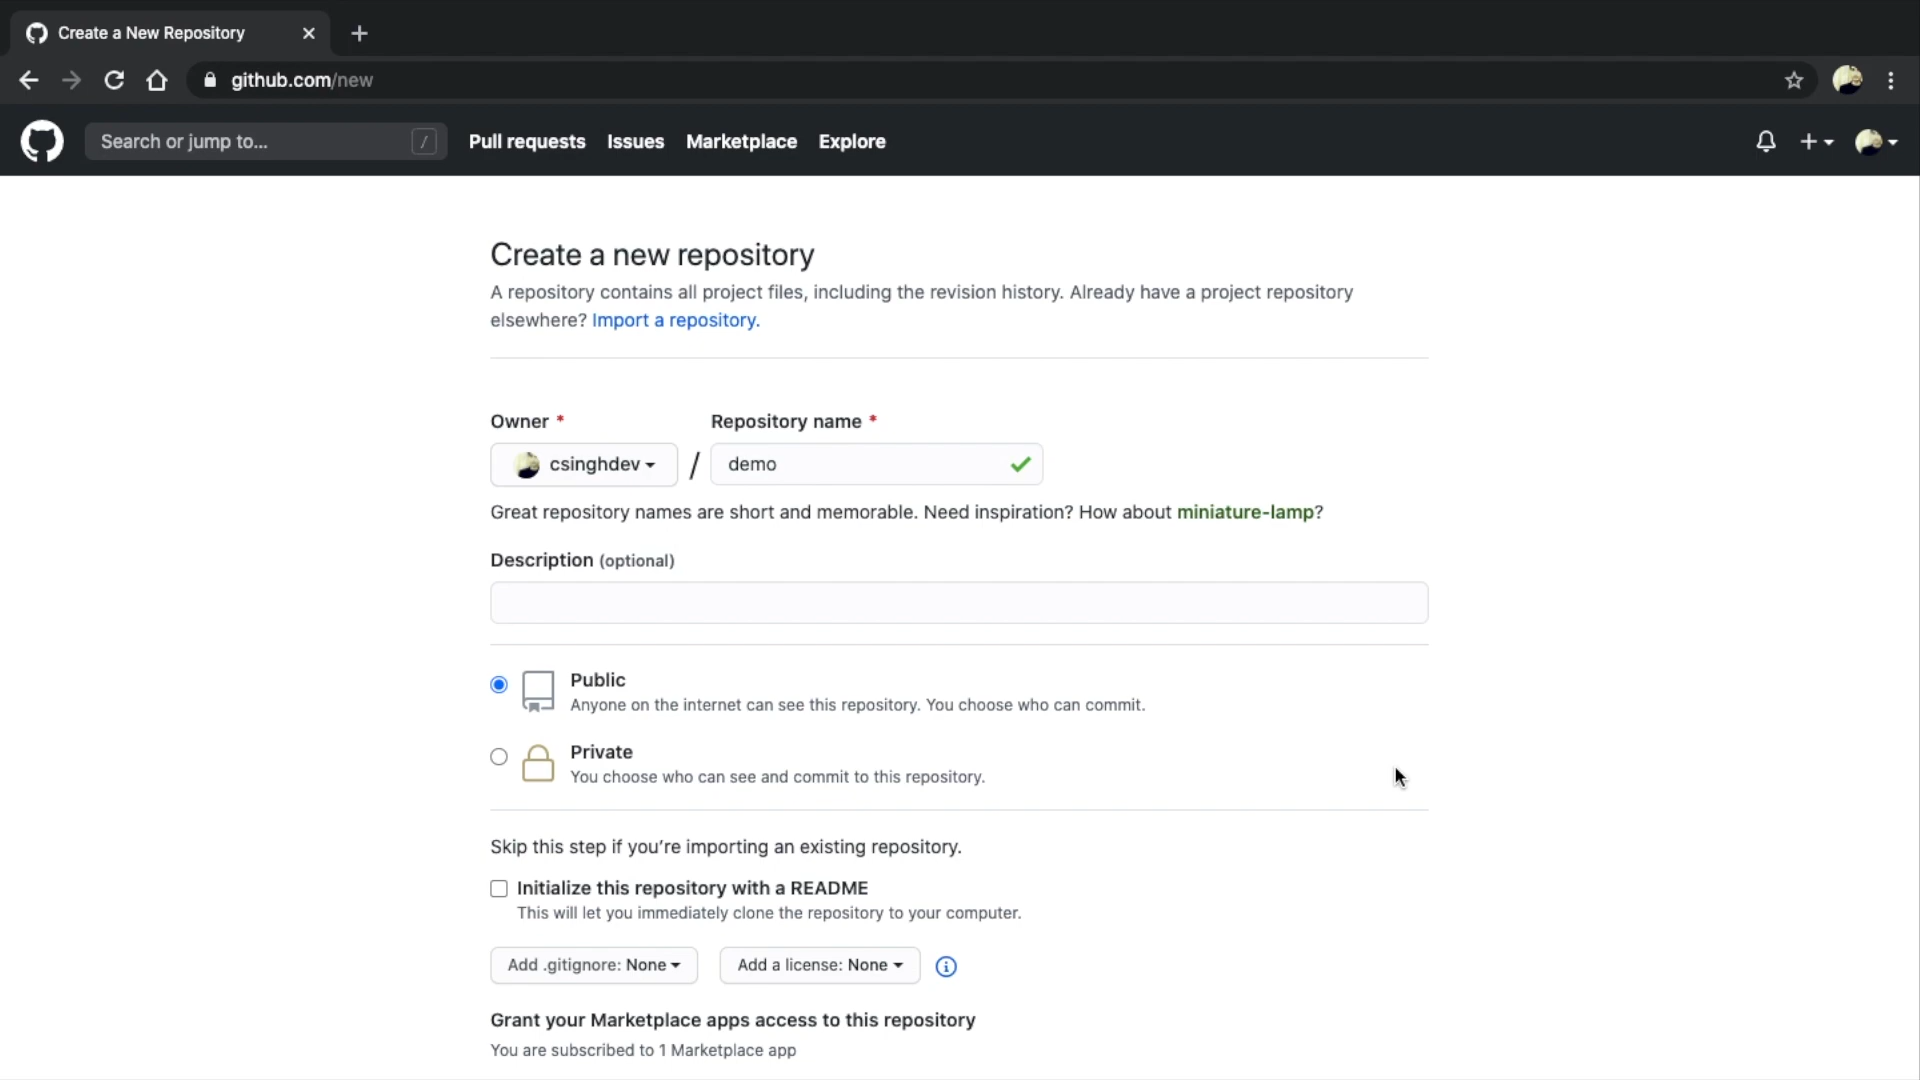 Create a New Repository
github.com/new
Search or jump to... /
Pull requests Issues Marketplace Explore
Create a new repository
A repository contains all project files, including the revision history. Already have a project repository
elsewhere? Import a repository.
Owner * Repository name *
csinghdev / demo
Great repository names are short and memorable. Need inspiration? How about miniature-lamp?
Description (optional)
Public
Anyone on the internet can see this repository. You choose who can commit.
Private
You choose who can see and commit to this repository.
Skip this step if you’re importing an existing repository.
Initialize this repository with a README
This will let you immediately clone the repository to your computer.
Add .gitignore: None Add a license: None
Grant your Marketplace apps access to this repository
You are subscribed to 1 Marketplace app